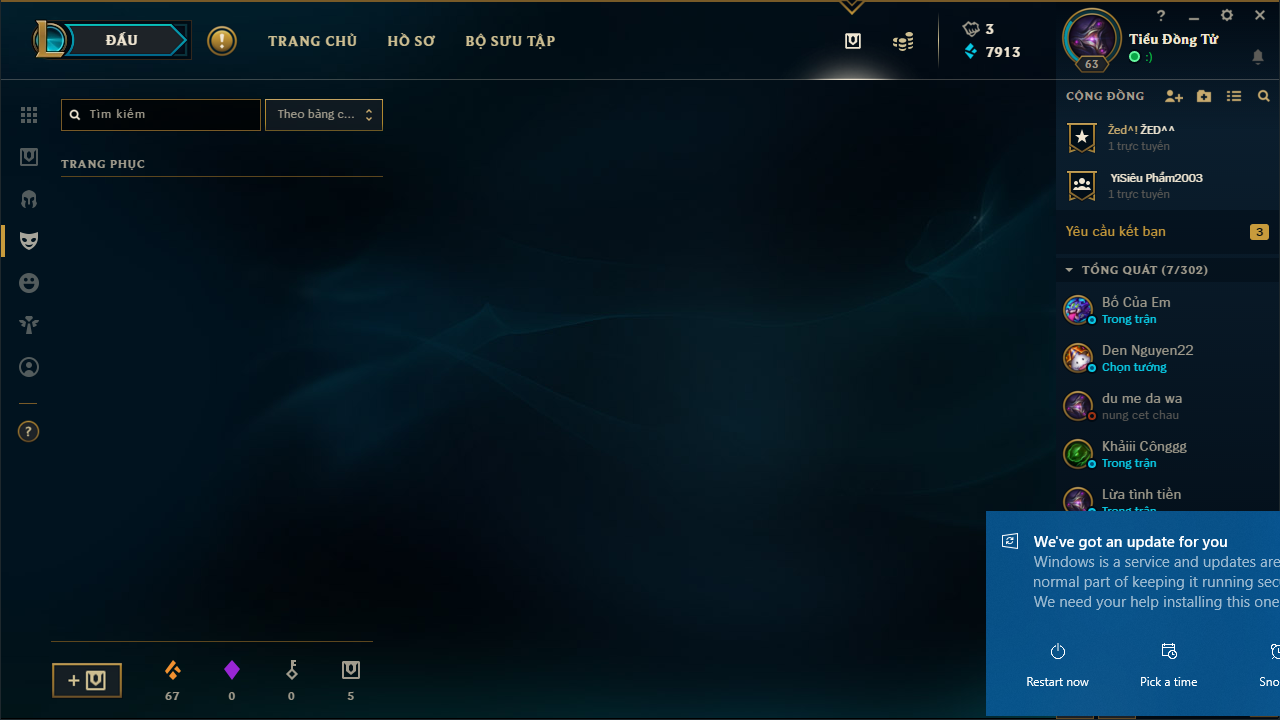 ĐẤU
TRANG CHỦ
HỒ SƠ
BỘ SƯU TẬP
3
7913
?
63
Tiểu Đồng Tử
:)
Tìm kiếm
Theo bảng c...
TRANG PHỤC
?
CỘNG ĐỒNG
Žed^! ŽED^^
1 trực tuyến
YiSiêu Phẩm2003
1 trực tuyến
Yêu cầu kết bạn
3
TỔNG QUÁT (7/302)
Bố Của Em
Trong trận
Den Nguyen22
Chọn tướng
du me da wa
nung cet chau
Khảiii Cônggg
Trong trận
Lừa tình tiền
Trong trận
We've got an update for you
Windows is a service and updates are
normal part of keeping it running sec
We need your help installing this one
Restart now
Pick a time
Sno
67
0
0
5